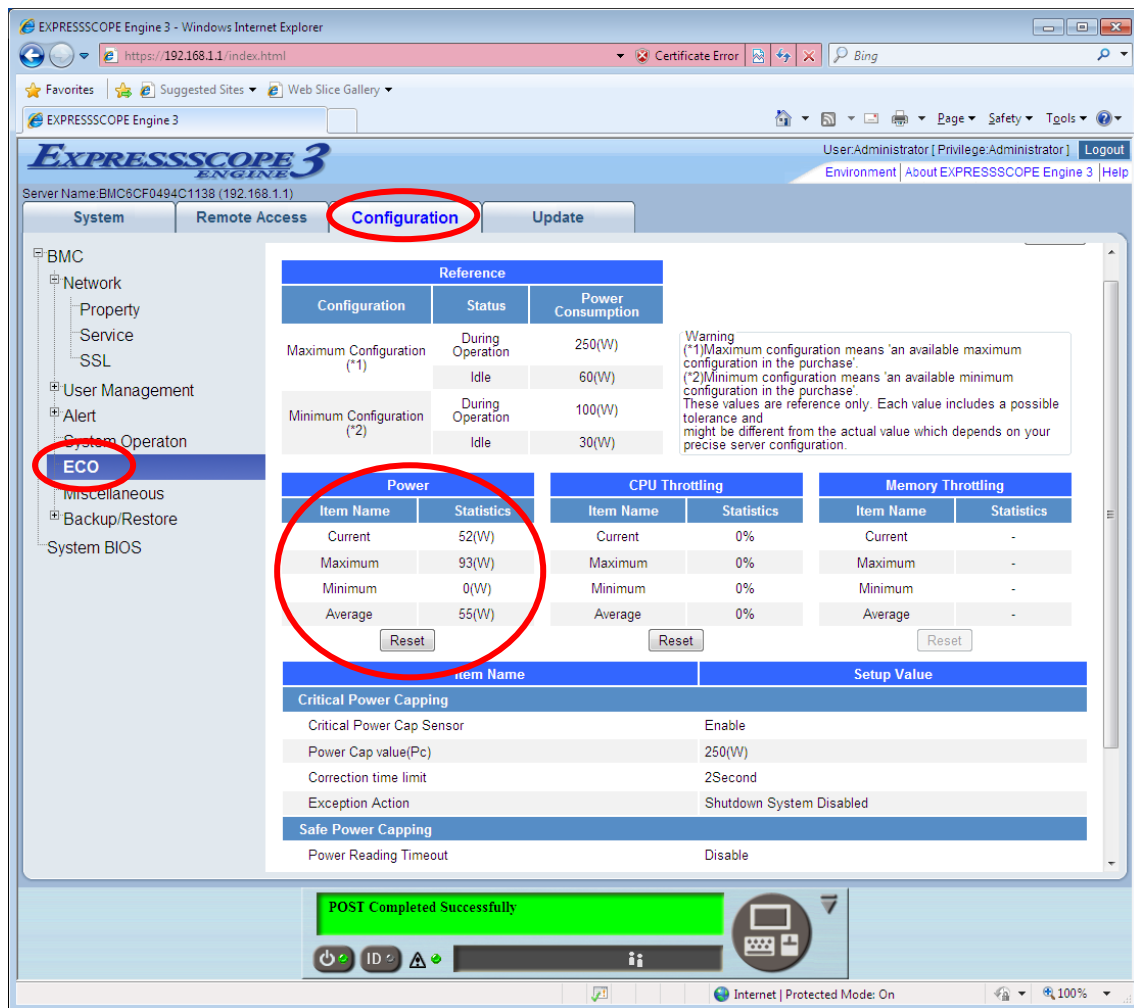 EXPRESSSCOPE Engine 3 - Windows Internet Explorer
https://192.168.1.1/index.html
Certificate Error
Bing
Favorites
Suggested Sites
Web Slice Gallery
EXPRESSSCOPE Engine 3
Page
Safety
Tools
EXPRESSSCOPE
ENGINE 3
User:Administrator [ Privilege:Administrator ]
Logout
Environment
About EXPRESSSCOPE Engine 3
Help
Server Name:BMC6CF0494C1138 (192.168.1.1)
System
Remote Access
Configuration
Update
BMC
Network
Property
Service
SSL
User Management
Alert
System Operaton
ECO
Miscellaneous
Backup/Restore
System BIOS
Reference
Configuration Status Power
Consumption
Maximum Configuration
(*1)
During
Operation
250(W)
Idle 60(W)
Minimum Configuration
(*2)
During
Operation
100(W)
Idle 30(W)
Warning
(*1)Maximum configuration means 'an available maximum
configuration in the purchase'.
(*2)Minimum configuration means 'an available minimum
configuration in the purchase'.
These values are reference only. Each value includes a possible
tolerance and
might be different from the actual value which depends on your
precise server configuration.
Power
Item Name Statistics
Current 52(W)
Maximum 93(W)
Minimum 0(W)
Average 55(W)
Reset
CPU Throttling
Item Name Statistics
Current 0%
Maximum 0%
Minimum 0%
Average 0%
Reset
Memory Throttling
Item Name Statistics
Current -
Maximum -
Minimum -
Average -
Reset
Item Name Setup Value
Critical Power Capping
Critical Power Cap Sensor Enable
Power Cap value(Pc) 250(W)
Correction time limit 2Second
Exception Action Shutdown System Disabled
Safe Power Capping
Power Reading Timeout Disable
POST Completed Successfully
ID
Internet | Protected Mode: On
100%